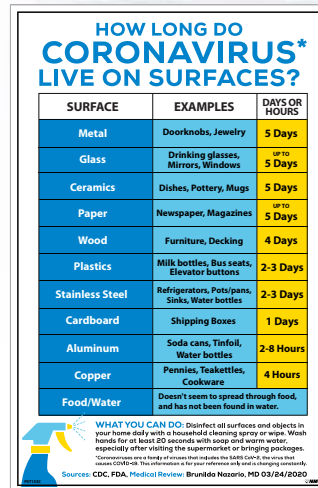 HOW LONG DO
CORONAVIRUS*
LIVE ON SURFACES?
SURFACE EXAMPLES DAYS OR HOURS
Metal Doorknobs, Jewelry 5 Days
Glass Drinking glasses, Mirrors, Windows UP TO 5 Days
Ceramics Dishes, Pottery, Mugs 5 Days
Paper Newspaper, Magazines UP TO 5 Days
Wood Furniture, Decking 4 Days
Plastics Milk bottles, Bus seats, Elevator buttons 2-3 Days
Stainless Steel Refrigerators, Pots/pans, Sinks, Water bottles 2-3 Days
Cardboard Shipping Boxes 1 Days
Aluminum Soda cans, Tinfoil, Water bottles 2-8 Hours
Copper Pennies, Teakettles, Cookware 4 Hours
Food/Water Doesn't seem to spread through food, and has not been found in water.
WHAT YOU CAN DO: Disinfect all surfaces and objects in
your home daily with a household cleaning spray or wipe. Wash
hands for at least 20 seconds with soap and warm water,
especially after visiting the supermarket or bringing packages.
*Coronaviruses are a family of viruses that includes the SARS CoV-2, the virus that
causes COVID-19. This information is for your reference only and is changing constantly.
Sources: CDC, FDA, Medical Review: Brunilda Nazario, MD 03/24/2020